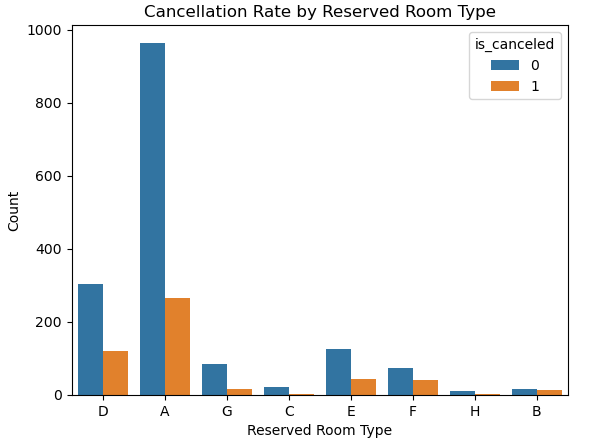 Cancellation Rate by Reserved Room Type
is_canceled
0
1
1000
800
600
400
200
0
Count
D A G C E F H B
Reserved Room Type